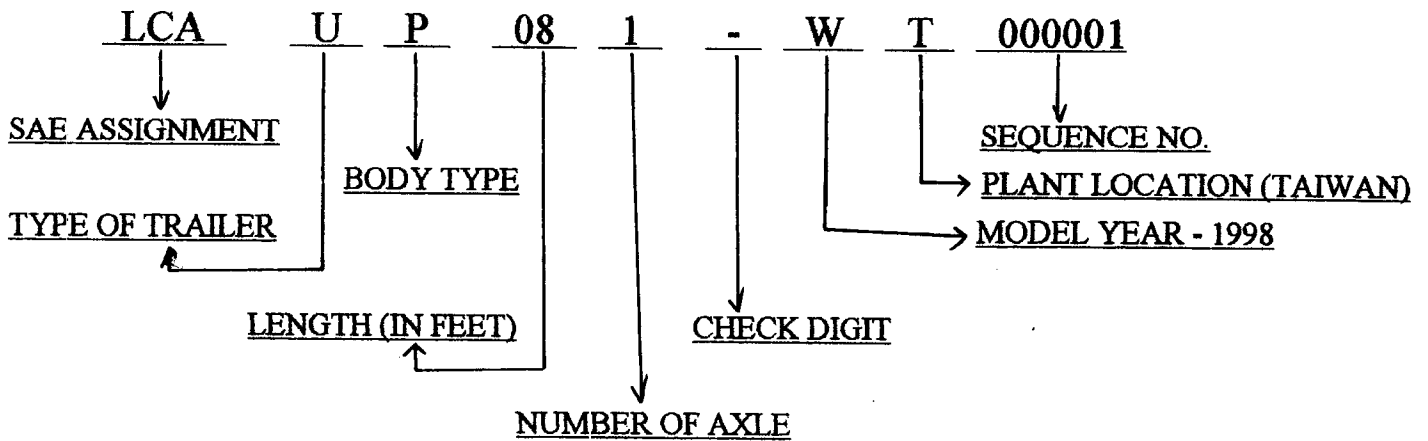 LCA U P 08 1 - W T 000001
SAE ASSIGNMENT
SEQUENCE NO.
BODY TYPE
PLANT LOCATION (TAIWAN)
TYPE OF TRAILER
MODEL YEAR - 1998
LENGTH (IN FEET)
CHECK DIGIT
NUMBER OF AXLE